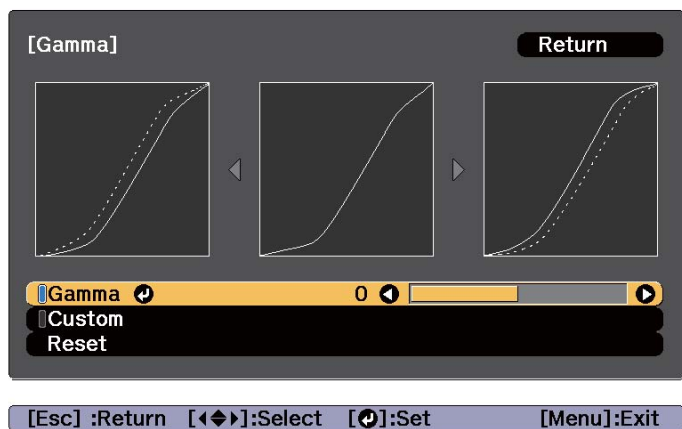 [Gamma] Return
Gamma 0
Custom
Reset
[Esc] :Return [◀◆▶]:Select [↵]:Set [Menu]:Exit